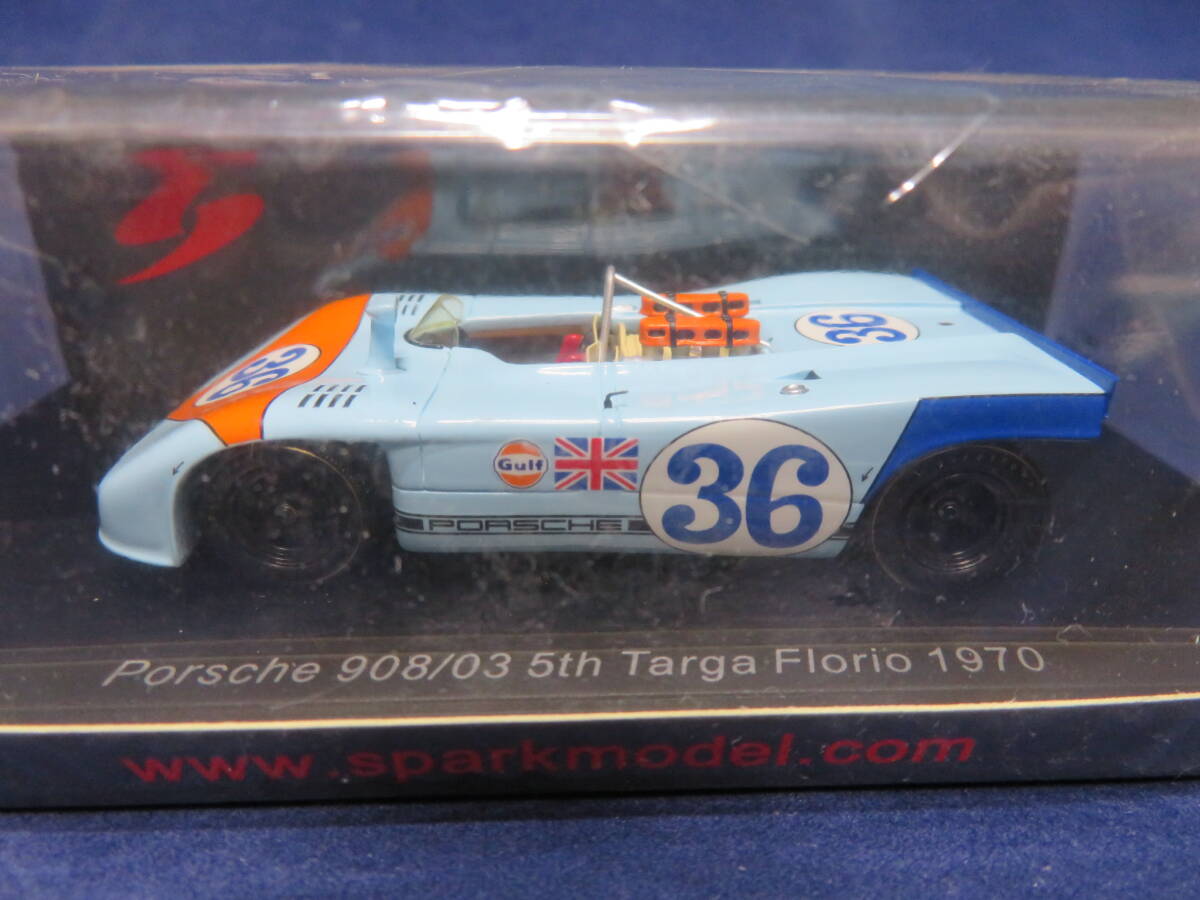 36
36
Gulf
36
PORSCHE
Porsche 908/03 5th Targa Florio 1970
www.sparkmodel.com